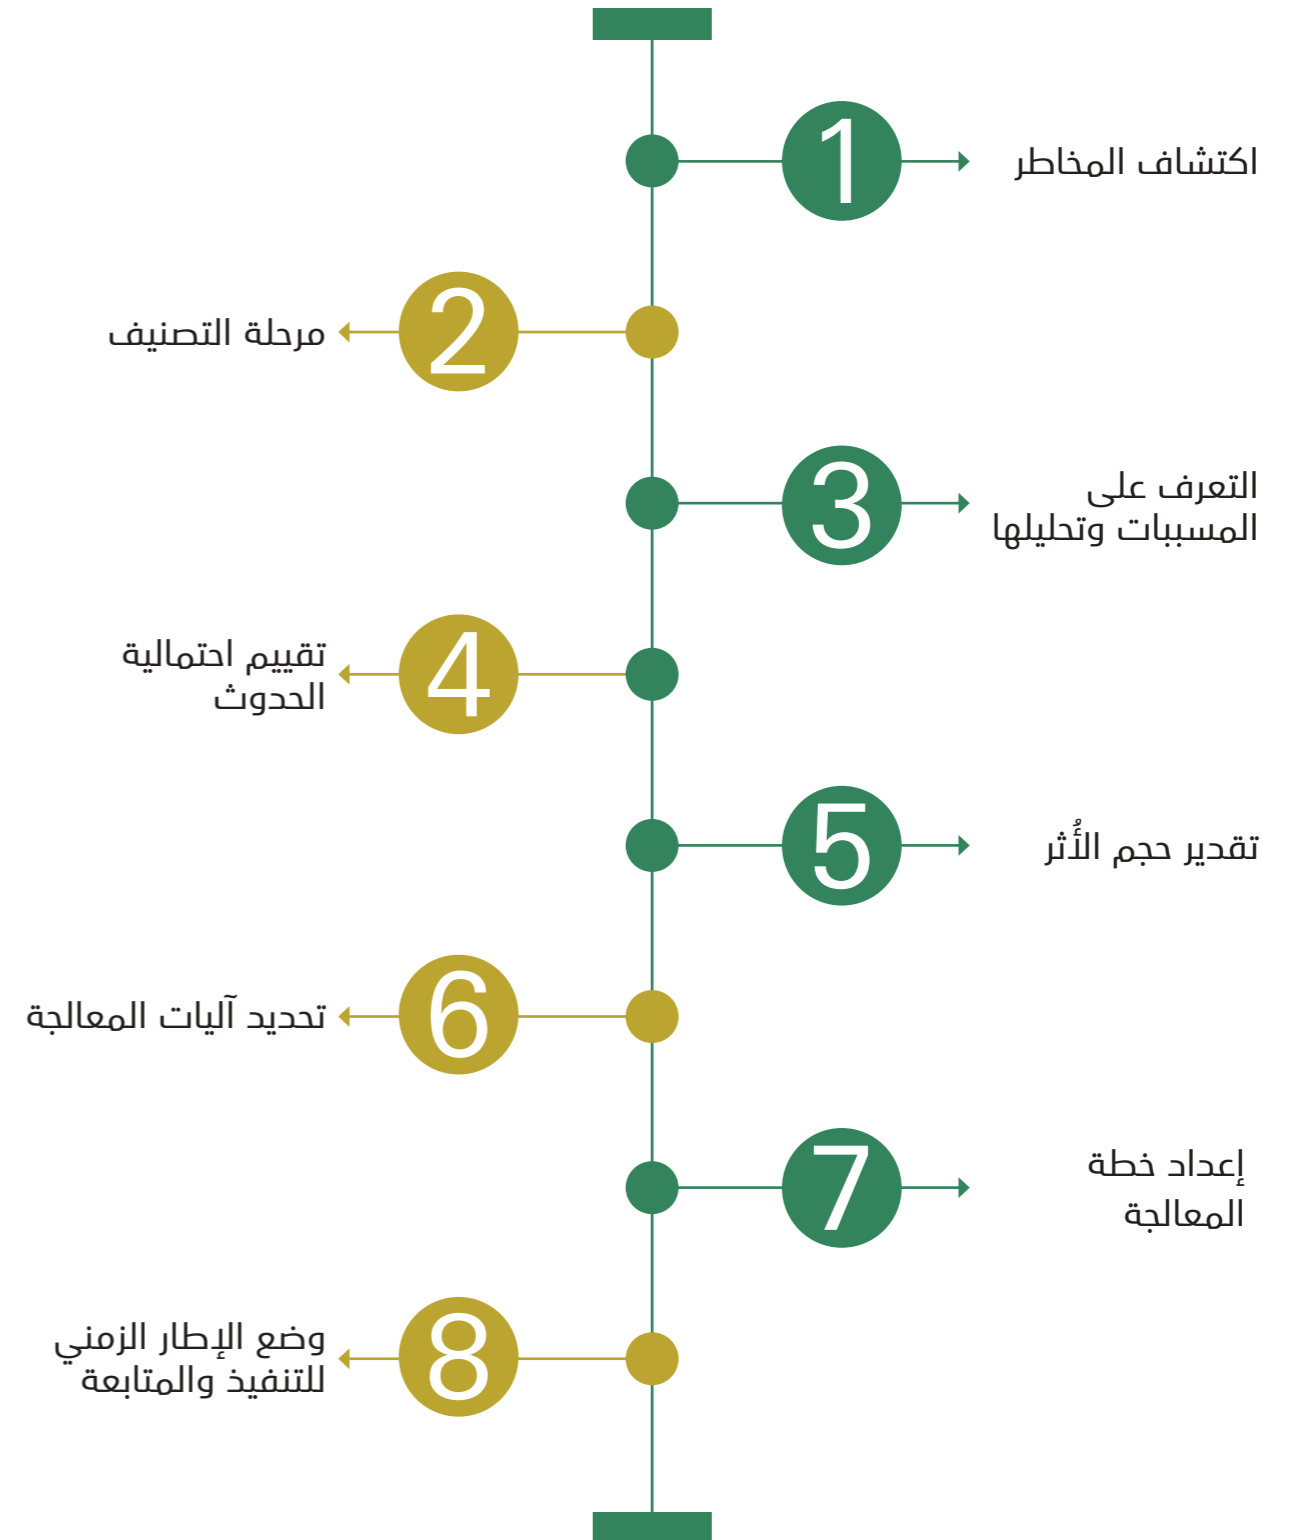 1
اكتشاف المخاطر
2
مرحلة التصنيف
3
التعرف على
المسببات وتحليلها
4
تقييم احتمالية
الحدوث
5
تقدير حجم الأُثر
6
تحديد آليات المعالجة
7
إعداد خطة
المعالجة
8
وضع الإطار الزمني
للتنفيذ والمتابعة